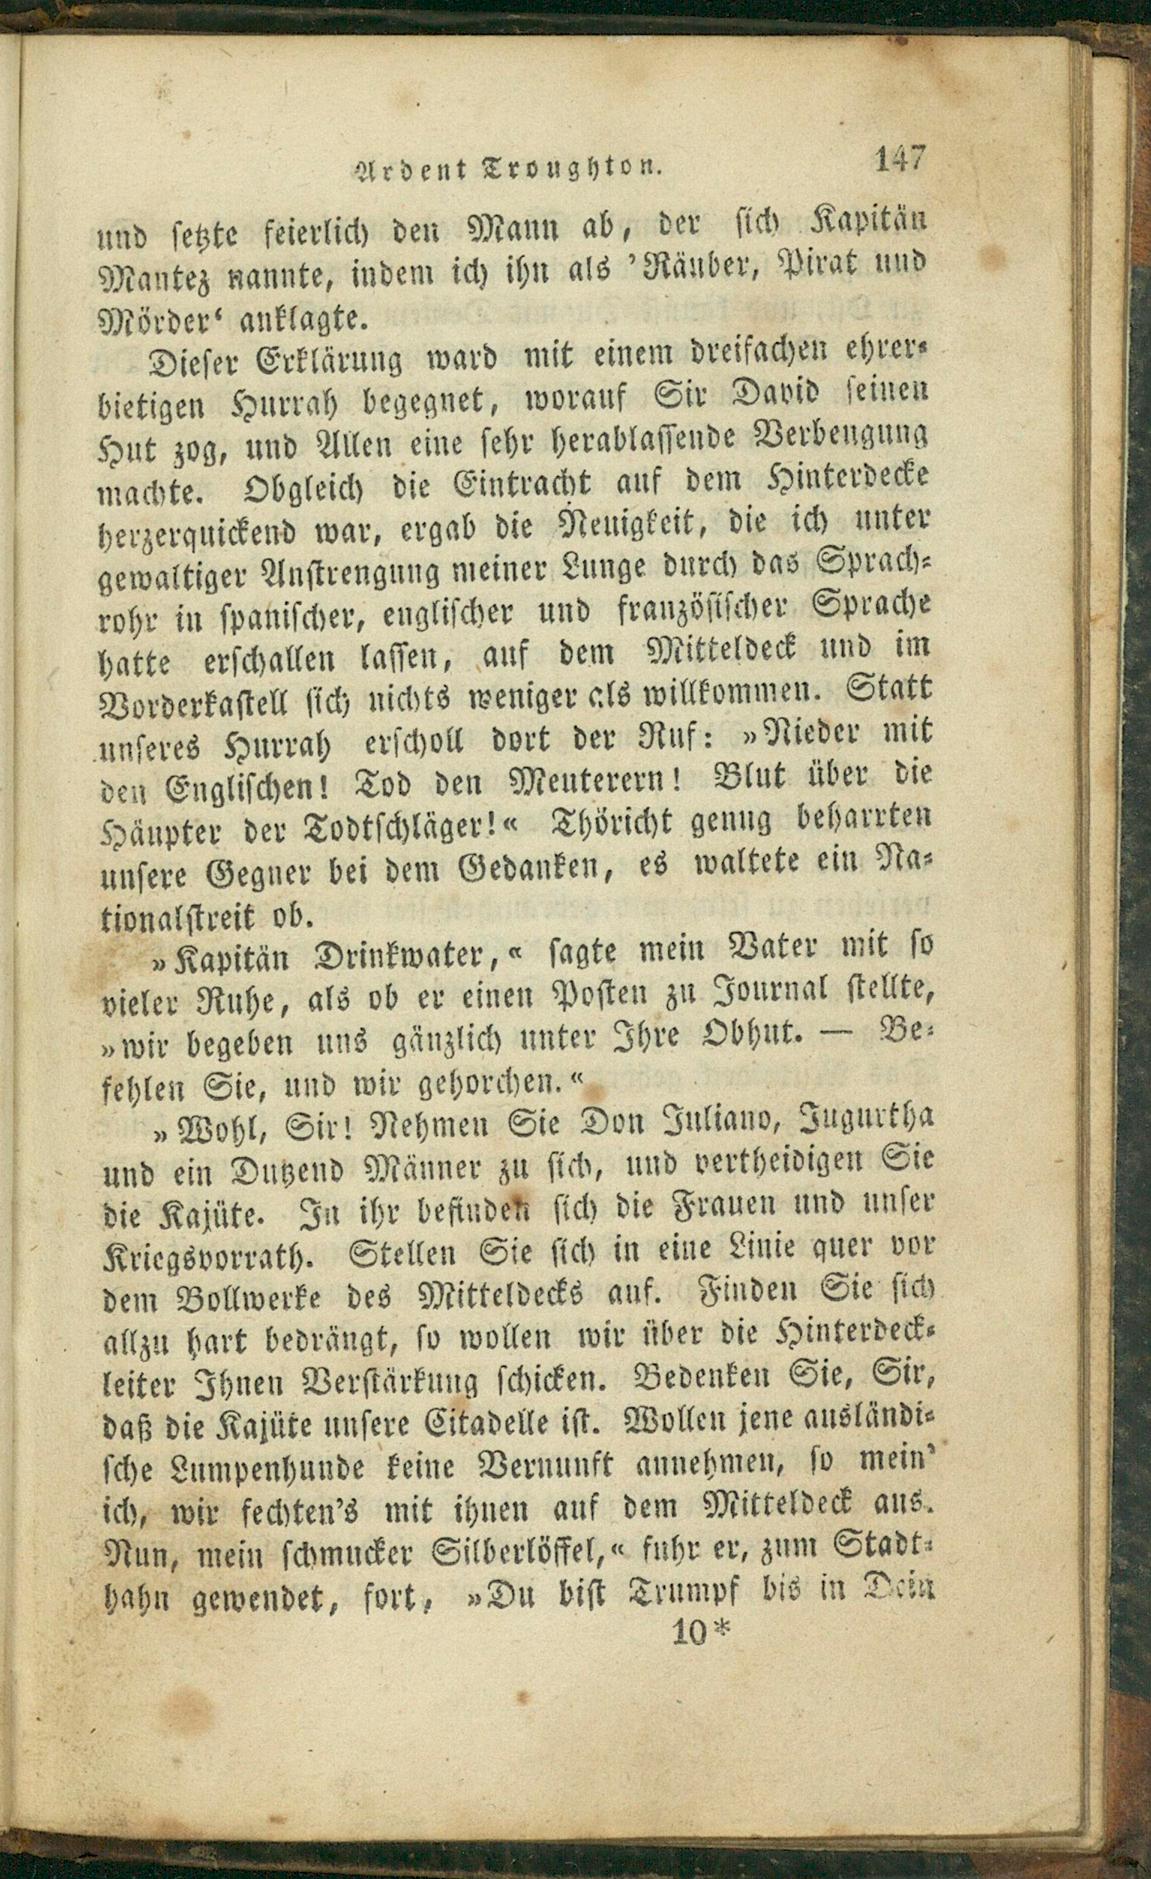 Ardent Troughton. 147
und setzte feierlich den Mann ab, der sich Kapitän
Mantez nannte, indem ich ihn als ’Räuber, Pirat und
Mörder‘ anklagte.
Dieser Erklärung ward mit einem dreifachen ehrer-
bietigen Hurrah begegnet, worauf Sir David seinen
Hut zog, und Allen eine sehr herablassende Verbeugung
machte. Obgleich die Eintracht auf dem Hinterdecke
herzerquickend war, ergab die Neuigkeit, die ich unter
gewaltiger Anstrengung meiner Lunge durch das Sprach-
rohr in spanischer, englischer und französischer Sprache
hatte erschallen lassen, auf dem Mitteldeck und im
Vorderkastell sich nichts weniger als willkommen. Statt
unseres Hurrah erscholl dort der Ruf: »Nieder mit
den Englischen! Tod den Meuterern! Blut über die
Häupter der Todtschläger!« Thöricht genug beharrten
unsere Gegner bei dem Gedanken, es waltete ein Na-
tionalstreit ob.
»Kapitän Drinkwater,« sagte mein Vater mit so
vieler Ruhe, als ob er einen Posten zu Journal stellte,
»wir begeben uns gänzlich unter Ihre Obhut. — Be-
fehlen Sie, und wir gehorchen.«
»Wohl, Sir! Nehmen Sie Don Juliano, Jugurtha
und ein Dutzend Männer zu sich, und vertheidigen Sie
die Kajüte. In ihr befinden sich die Frauen und unser
Kriegsvorrath. Stellen Sie sich in eine Linie quer vor
dem Bollwerke des Mitteldecks auf. Finden Sie sich
allzu hart bedrängt, so wollen wir über die Hinterdeck-
leiter Ihnen Verstärkung schicken. Bedenken Sie, Sir,
daß die Kajüte unsere Citadelle ist. Wollen jene ausländi-
sche Lumpenhunde keine Vernunft annehmen, so mein’
ich, wir fechten’s mit ihnen auf dem Mitteldeck aus.
Nun, mein schmucker Silberlöffel,« fuhr er, zum Stadt-
hahn gewendet, fort, »Du bist Trumpf bis in Dein
10*